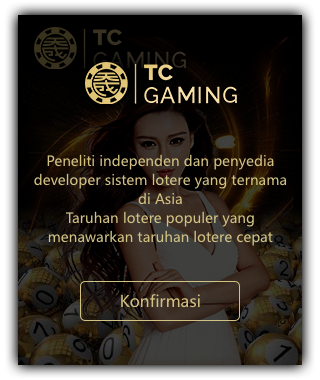 TC
GAMING
TC
GAMING
Peneliti independen dan penyedia
developer sistem lotere yang ternama
di Asia
Taruhan lotere populer yang
menawarkan taruhan lotere cepat
Konfirmasi